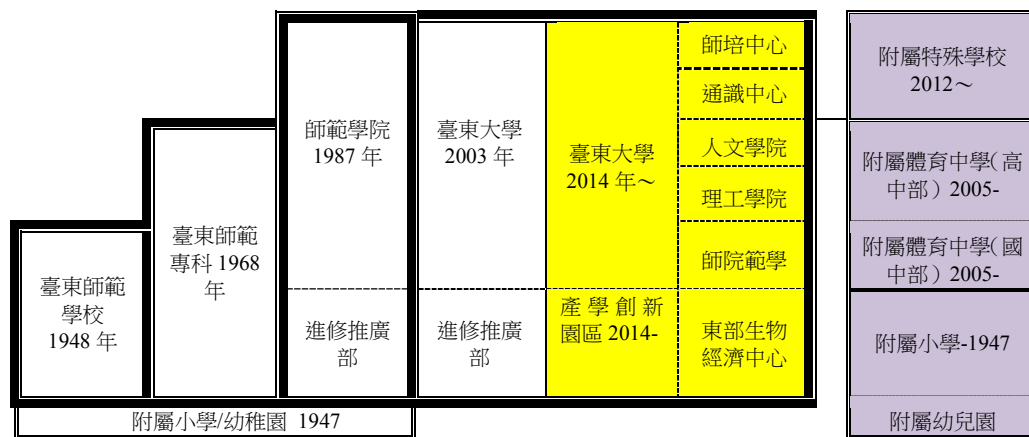 臺東師範
學校
1948 年
臺東師範
專科 1968
年
師範學院
1987 年
進修推廣
部
臺東大學
2003 年
進修推廣
部
臺東大學
2014 年～
產 學 創 新
園區 2014-
師培中心
通識中心
人文學院
理工學院
師院範學
東部生物
經濟中心
附屬小學/幼稚園 1947
附屬特殊學校
2012～
附屬體育中學( 高
中部 ) 2005-
附屬體育中學( 國
中部 ) 2005-
附屬小學-1947
附屬幼兒園